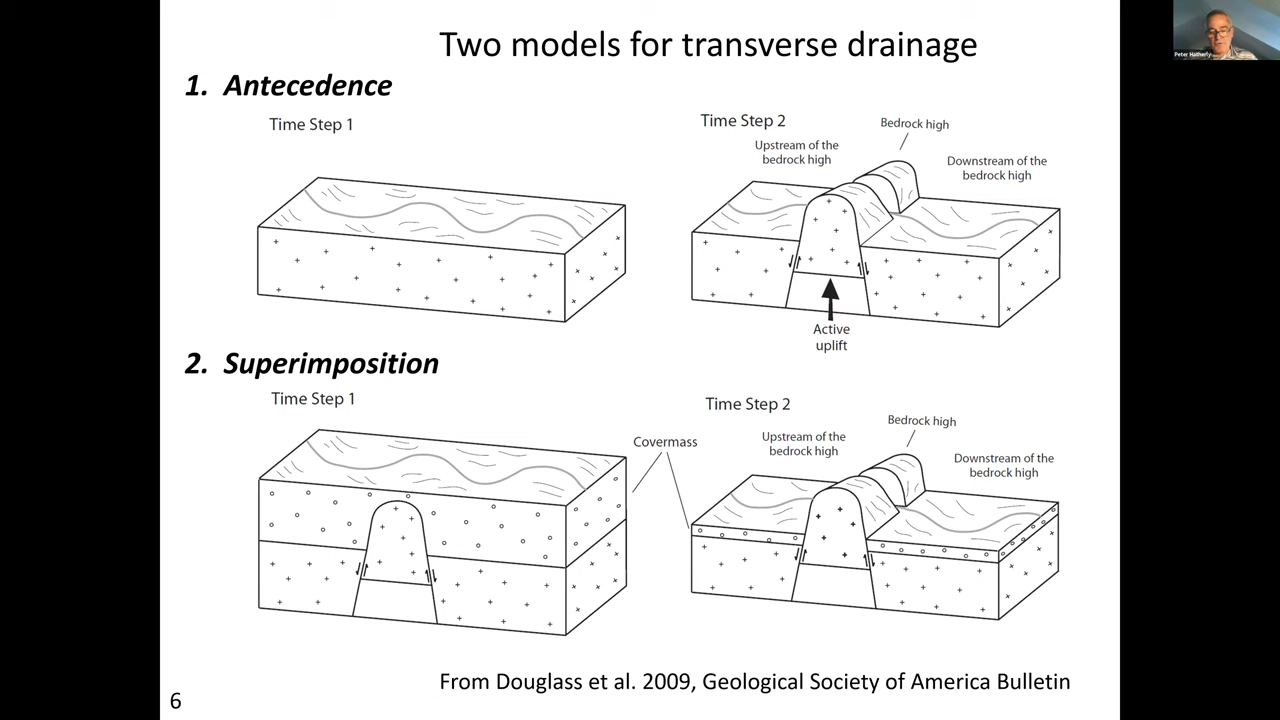 Two models for transverse drainage
1. Antecedence
Time Step 1
Time Step 2
Bedrock high
Upstream of the
bedrock high
Downstream of the
bedrock high
Active
uplift
2. Superimposition
Time Step 1
Time Step 2
Bedrock high
Covermass
Upstream of the
bedrock high
Downstream of the
bedrock high
From Douglass et al. 2009, Geological Society of America Bulletin
6
Peter Hatherly